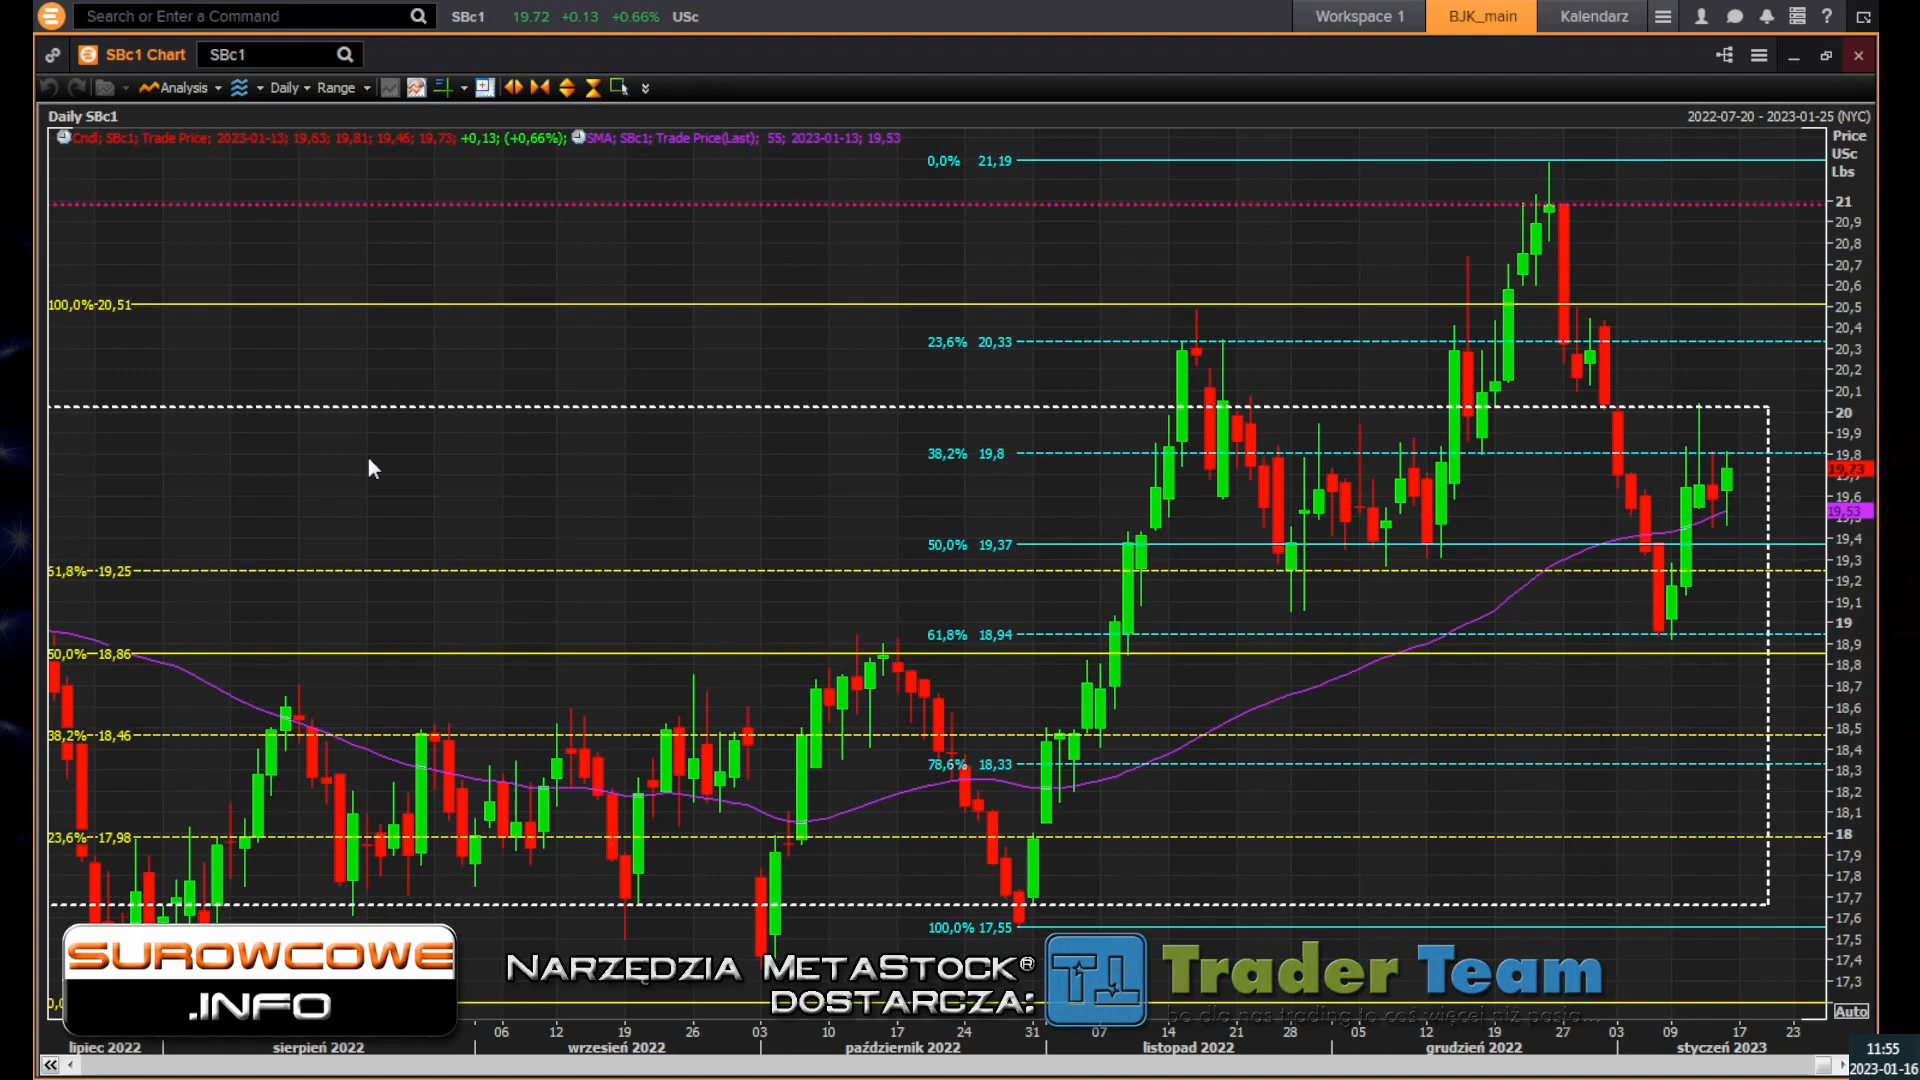 Search or Enter a Command
SBc1 19.72 +0.13 +0.66% USc
Workspace 1 BJK_main Kalendarz
SBc1 Chart SBc1
Analysis Daily Range
Daily SBc1
2022-07-20 - 2023-01-25 (NYC)
Cndl; SBc1; Trade Price; 2023-01-13; 19,63; 19,81; 19,46; 19,73; +0,13; (+0,66%); SMA; SBc1; Trade Price(Last); 55; 2023-01-13; 19,53
Price
USc
Lbs
0,0% 21,19
21
20,9
20,8
20,7
20,6
100,0% 20,51
20,5
20,4
23,6% 20,33
20,3
20,2
20,1
20
19,9
38,2% 19,8
19,8
19,73
19,6
19,53
19,4
50,0% 19,37
19,3
61,8% 19,25
19,2
19,1
19
61,8% 18,94
18,9
50,0% 18,86
18,8
18,7
18,6
18,5
38,2% 18,46
18,4
78,6% 18,33
18,3
18,2
18,1
18
23,6% 17,98
17,9
17,8
17,7
17,6
100,0% 17,55
17,5
17,4
17,3
SUROWCOWE
.INFO
Narzędzia MetaStock®
dostarcza:
Trader Team
bo dla nas trading to coś więcej niż pasja...
Auto
06 12 19 26 03 10 17 24 31 07 14 21 28 05 12 19 27 03 09 17 23
lipiec 2022 sierpień 2022 wrzesień 2022 październik 2022 listopad 2022 grudzień 2022 styczeń 2023
11:55
2023-01-16